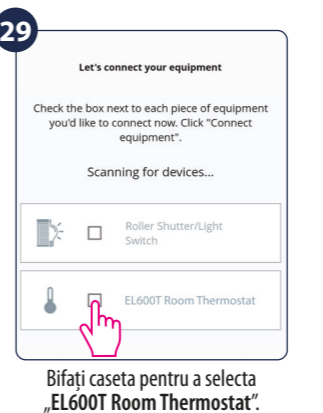 29
Let's connect your equipment
Check the box next to each piece of equipment
you'd like to connect now. Click "Connect
equipment".
Scanning for devices...
Roller Shutter/Light
Switch
EL600T Room Thermostat
Bifați caseta pentru a selecta
„EL600T Room Thermostat”.